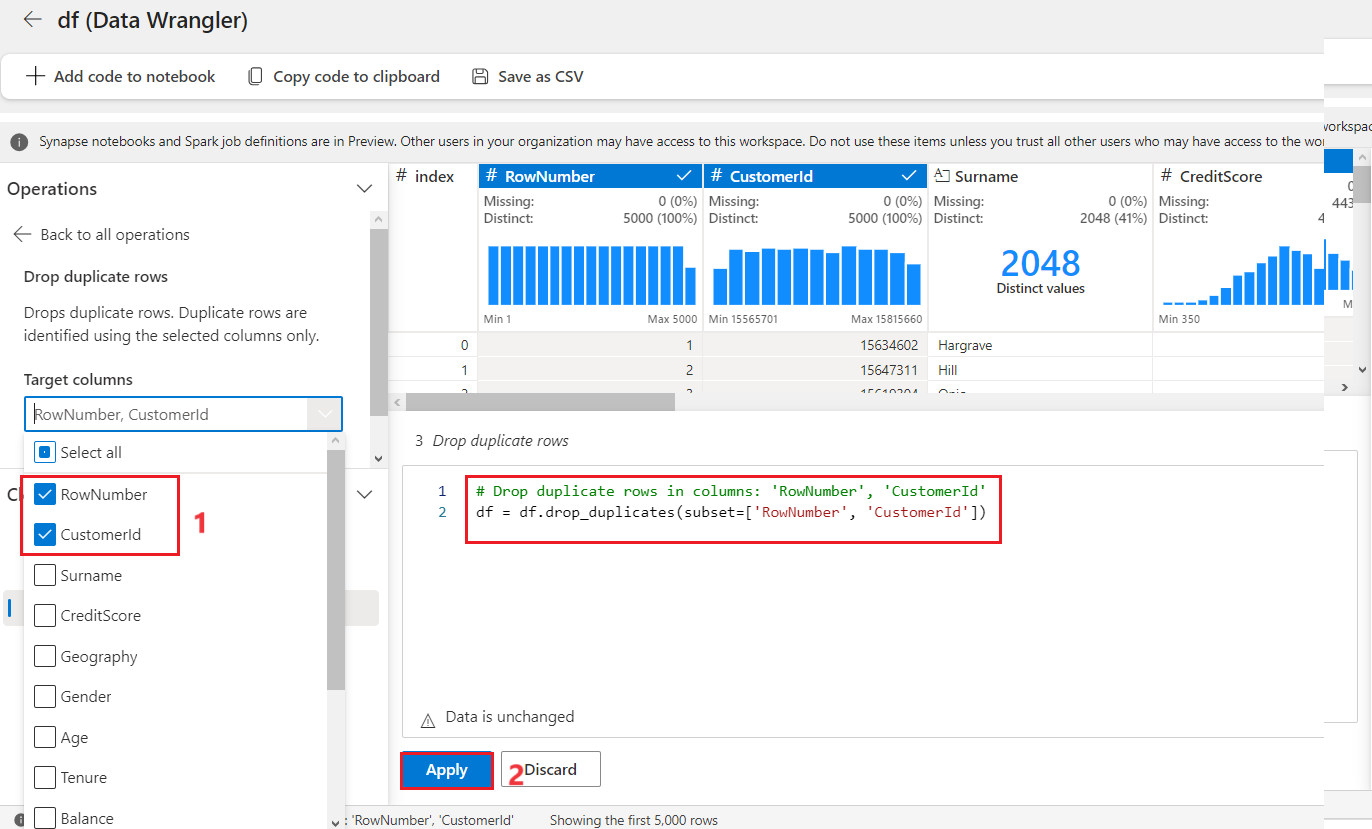 df (Data Wrangler)
Add code to notebook Copy code to clipboard Save as CSV
Synapse notebooks and Spark job definitions are in Preview. Other users in your organization may have access to this workspace. Do not use these items unless you trust all other users who may have access to the
Operations
Back to all operations
Drop duplicate rows
Drops duplicate rows. Duplicate rows are
identified using the selected columns only.
Target columns
RowNumber, CustomerId
Select all
RowNumber
CustomerId
1
Surname
CreditScore
Geography
Gender
Age
Tenure
Balance
# index
# RowNumber
Missing: 0 (0%)
Distinct: 5000 (100%)
Min 1 Max 5000
# CustomerId
Missing: 0 (0%)
Distinct: 5000 (100%)
Min 15565701 Max 15815660
Surname
Missing: 0 (0%)
Distinct: 2048 (41%)
2048
Distinct values
# CreditScore
Missing:
Distinct:
Min 350
0 1 15634602 Hargrave
1 2 15647311 Hill
3 Drop duplicate rows
1 # Drop duplicate rows in columns: 'RowNumber', 'CustomerId'
2 df = df.drop_duplicates(subset=['RowNumber', 'CustomerId'])
Data is unchanged
Apply
2
Discard
: 'RowNumber', 'CustomerId' Showing the first 5,000 rows